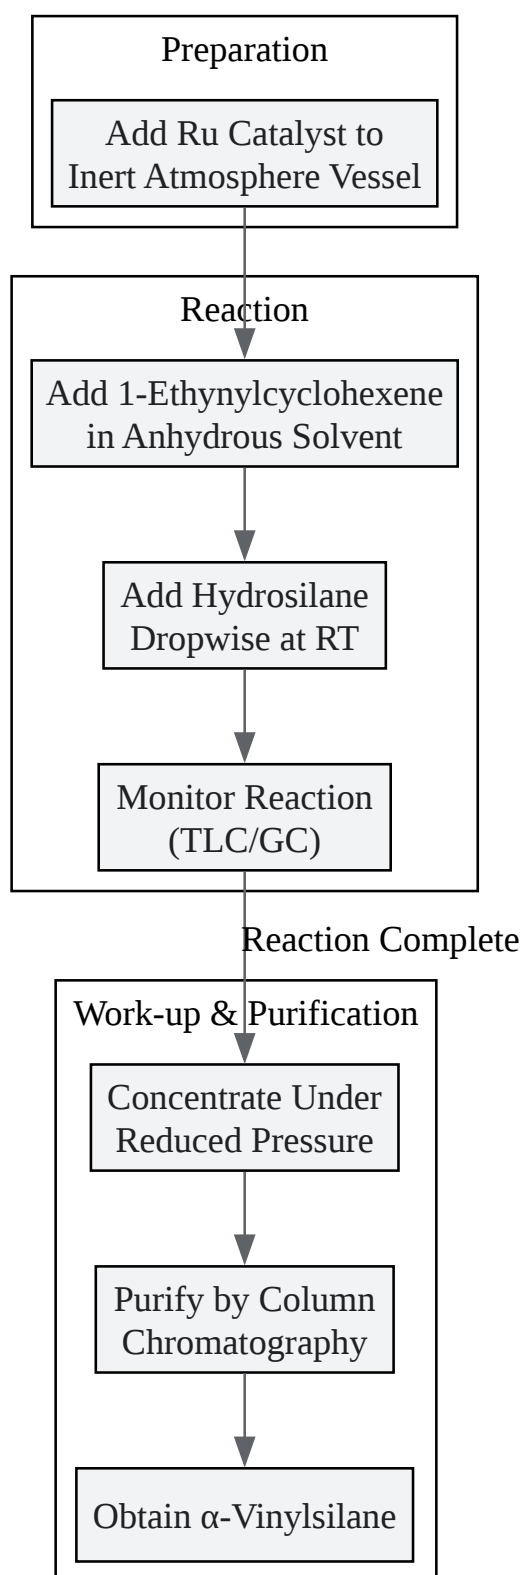 Preparation
Add Ru Catalyst to
Inert Atmosphere Vessel
Reaction
Add 1-Ethynylcyclohexene
in Anhydrous Solvent
Add Hydrosilane
Dropwise at RT
Monitor Reaction
(TLC/GC)
Reaction Complete
Work-up & Purification
Concentrate Under
Reduced Pressure
Purify by Column
Chromatography
Obtain α-Vinylsilane